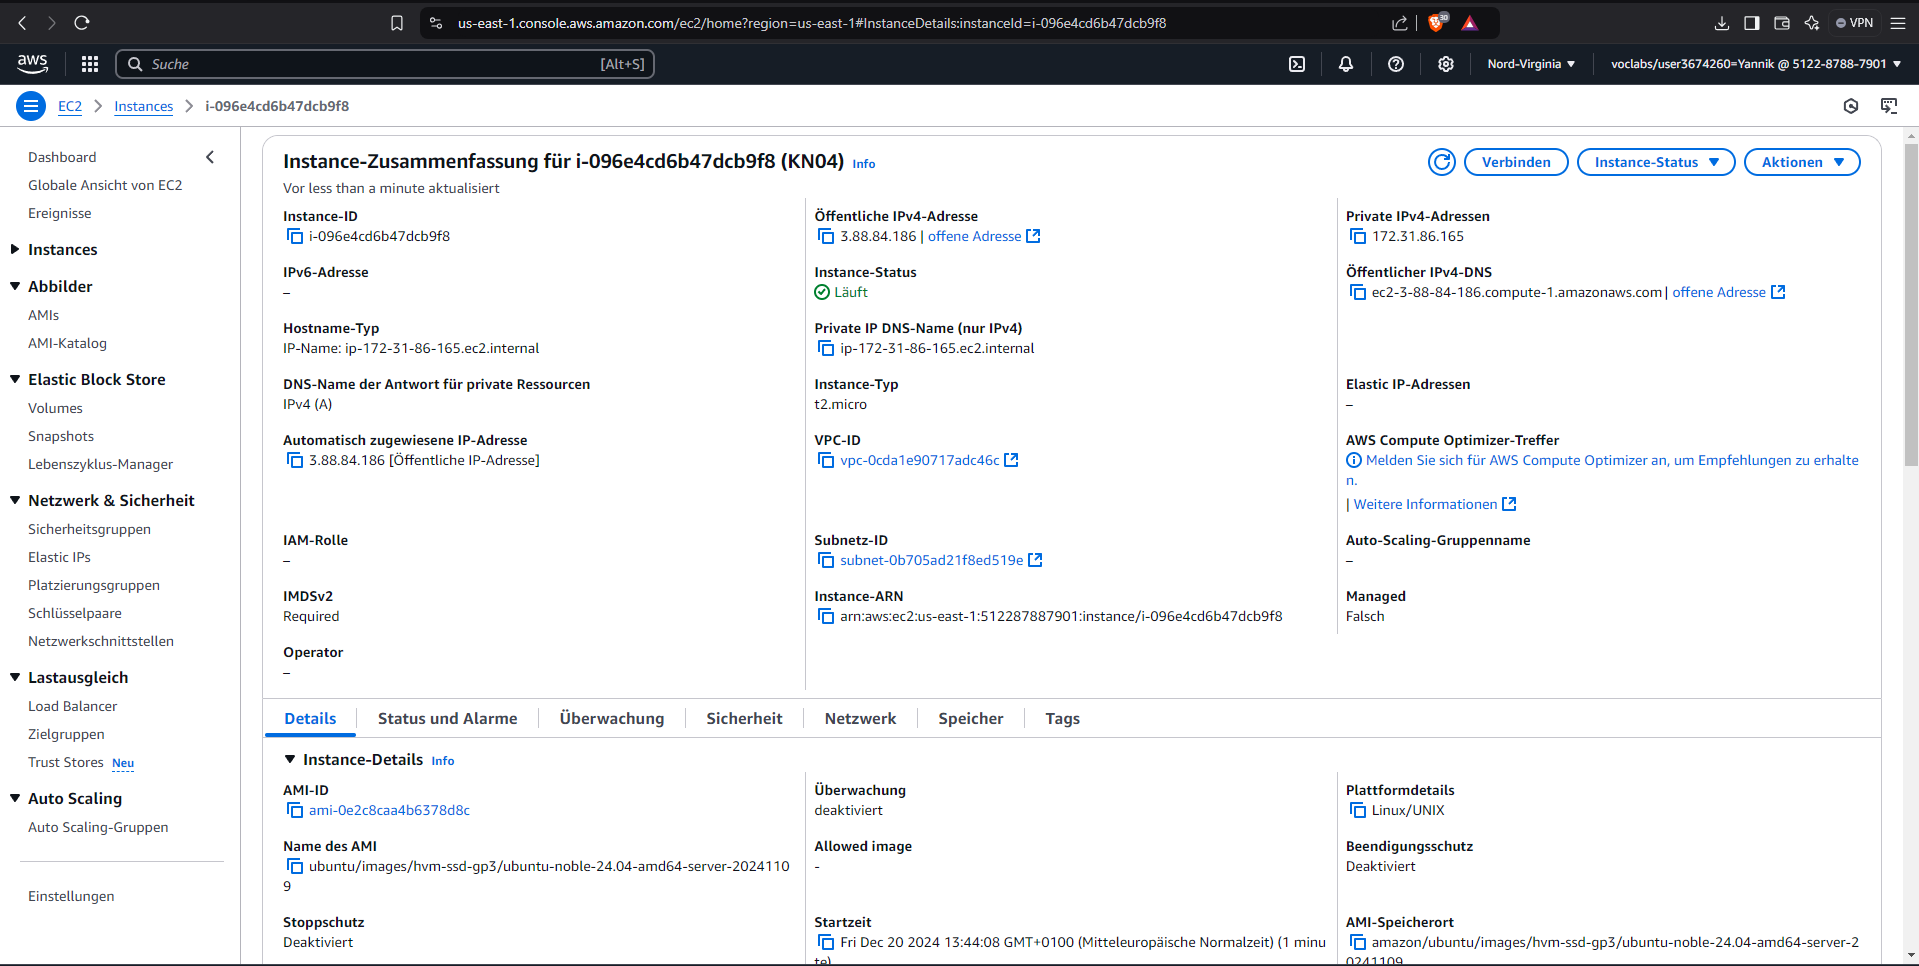 us-east-1.console.aws.amazon.com/ec2/home?region=us-east-1#InstanceDetails:instanceId=i-096e4cd6b47dcb9f8
30
VPN
aws
Suche
[Alt+S]
Nord-Virginia
voclabs/user3674260=Yannik @ 5122-8788-7901
EC2
Instances
i-096e4cd6b47dcb9f8
Dashboard
Globale Ansicht von EC2
Ereignisse
Instances
Abbilder
AMIs
AMI-Katalog
Elastic Block Store
Volumes
Snapshots
Lebenszyklus-Manager
Netzwerk & Sicherheit
Sicherheitsgruppen
Elastic IPs
Platzierungsgruppen
Schlüsselpaare
Netzwerkschnittstellen
Lastausgleich
Load Balancer
Zielgruppen
Trust Stores Neu
Auto Scaling
Auto Scaling-Gruppen
Einstellungen
Instance-Zusammenfassung für i-096e4cd6b47dcb9f8 (KN04) Info
Vor less than a minute aktualisiert
Verbinden
Instance-Status
Aktionen
Instance-ID
i-096e4cd6b47dcb9f8
Öffentliche IPv4-Adresse
3.88.84.186 | offene Adresse
Private IPv4-Adressen
172.31.86.165
IPv6-Adresse
–
Instance-Status
Läuft
Öffentlicher IPv4-DNS
ec2-3-88-84-186.compute-1.amazonaws.com | offene Adresse
Hostname-Typ
IP-Name: ip-172-31-86-165.ec2.internal
Private IP DNS-Name (nur IPv4)
ip-172-31-86-165.ec2.internal
DNS-Name der Antwort für private Ressourcen
IPv4 (A)
Instance-Typ
t2.micro
Elastic IP-Adressen
–
Automatisch zugewiesene IP-Adresse
3.88.84.186 [Öffentliche IP-Adresse]
VPC-ID
vpc-0cda1e90717adc46c
AWS Compute Optimizer-Treffer
Melden Sie sich für AWS Compute Optimizer an, um Empfehlungen zu erhalte
n.
| Weitere Informationen
IAM-Rolle
–
Subnetz-ID
subnet-0b705ad21f8ed519e
Auto-Scaling-Gruppenname
–
IMDSv2
Required
Instance-ARN
arn:aws:ec2:us-east-1:512287887901:instance/i-096e4cd6b47dcb9f8
Managed
Falsch
Operator
–
Details
Status und Alarme
Überwachung
Sicherheit
Netzwerk
Speicher
Tags
Instance-Details Info
AMI-ID
ami-0e2c8caa4b6378d8c
Überwachung
deaktiviert
Plattformdetails
Linux/UNIX
Name des AMI
ubuntu/images/hvm-ssd-gp3/ubuntu-noble-24.04-amd64-server-2024110
9
Allowed image
-
Beendigungsschutz
Deaktiviert
Stoppschutz
Deaktiviert
Startzeit
Fri Dec 20 2024 13:44:08 GMT+0100 (Mitteleuropäische Normalzeit) (1 minu
te)
AMI-Speicherort
amazon/ubuntu/images/hvm-ssd-gp3/ubuntu-noble-24.04-amd64-server-2
0241109